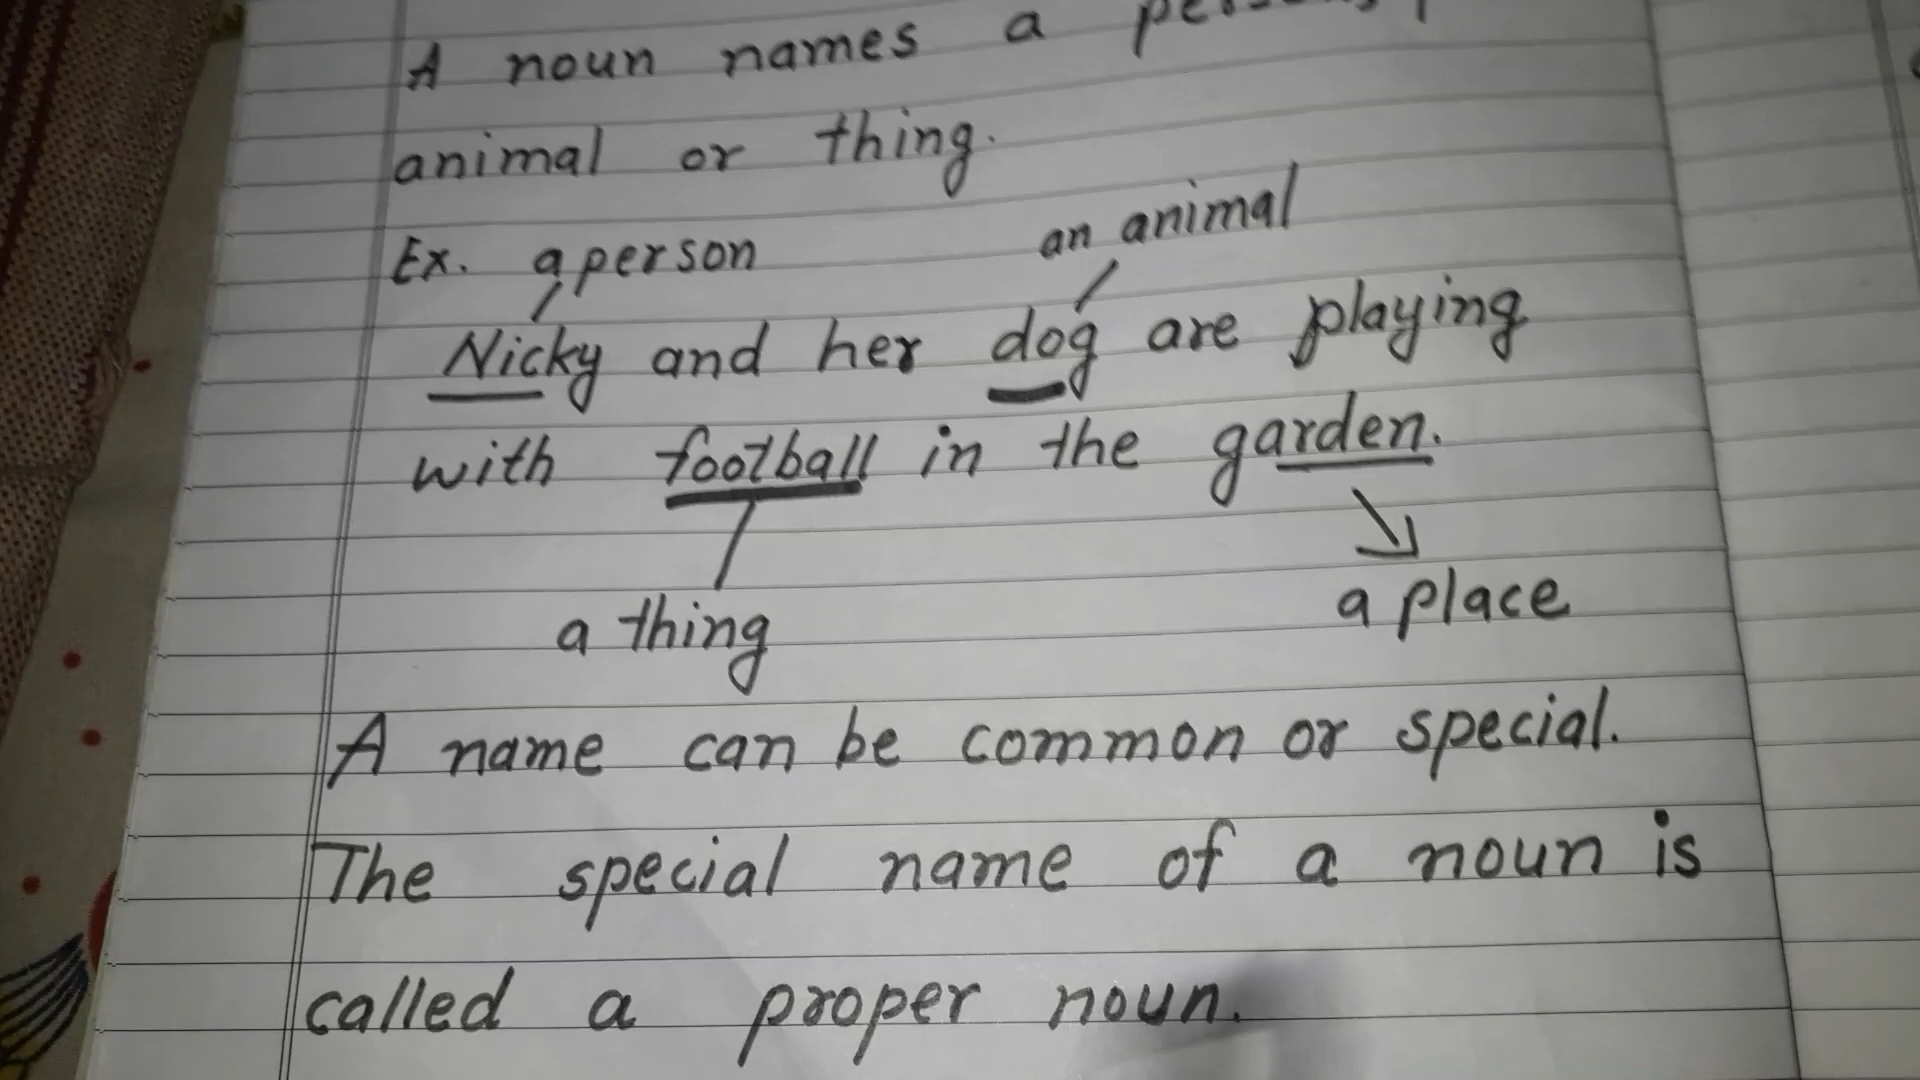 A noun names a
animal or thing.
Ex. a person an animal
Nicky and her dog are playing
with football in the garden.
a thing a place
A name can be common or special.
The special name of a noun is
called a proper noun.